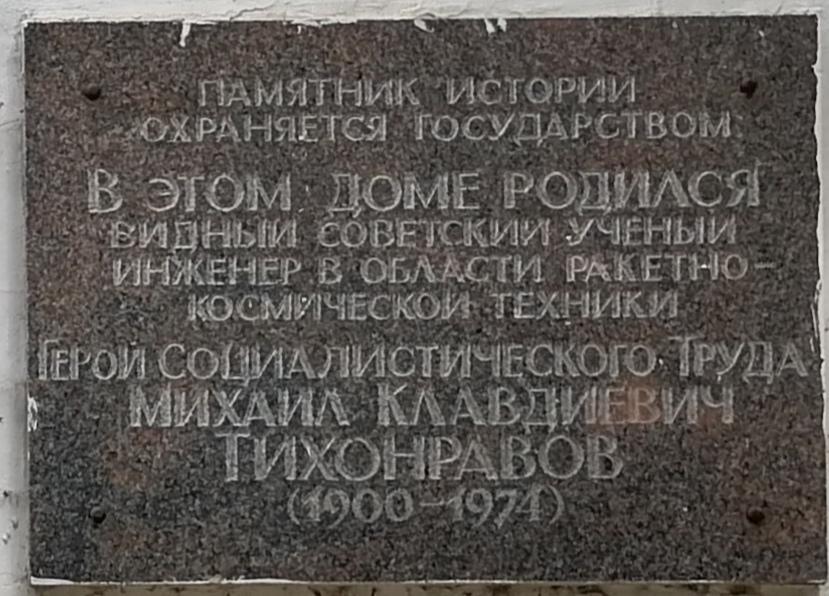 ПАМЯТНИК ИСТОРИИ
ОХРАНЯЕТСЯ ГОСУДАРСТВОМ
В ЭТОМ ДОМЕ РОДИЛСЯ
ВИДНЫЙ СОВЕТСКИЙ УЧЕНЫЙ
ИНЖЕНЕР В ОБЛАСТИ РАКЕТНО-
КОСМИЧЕСКОЙ ТЕХНИКИ
ГЕРОЙ СОЦИАЛИСТИЧЕСКОГО ТРУДА
МИХАИЛ КЛАВДИЕВИЧ
ТИХОНРАВОВ
(1900-1974)